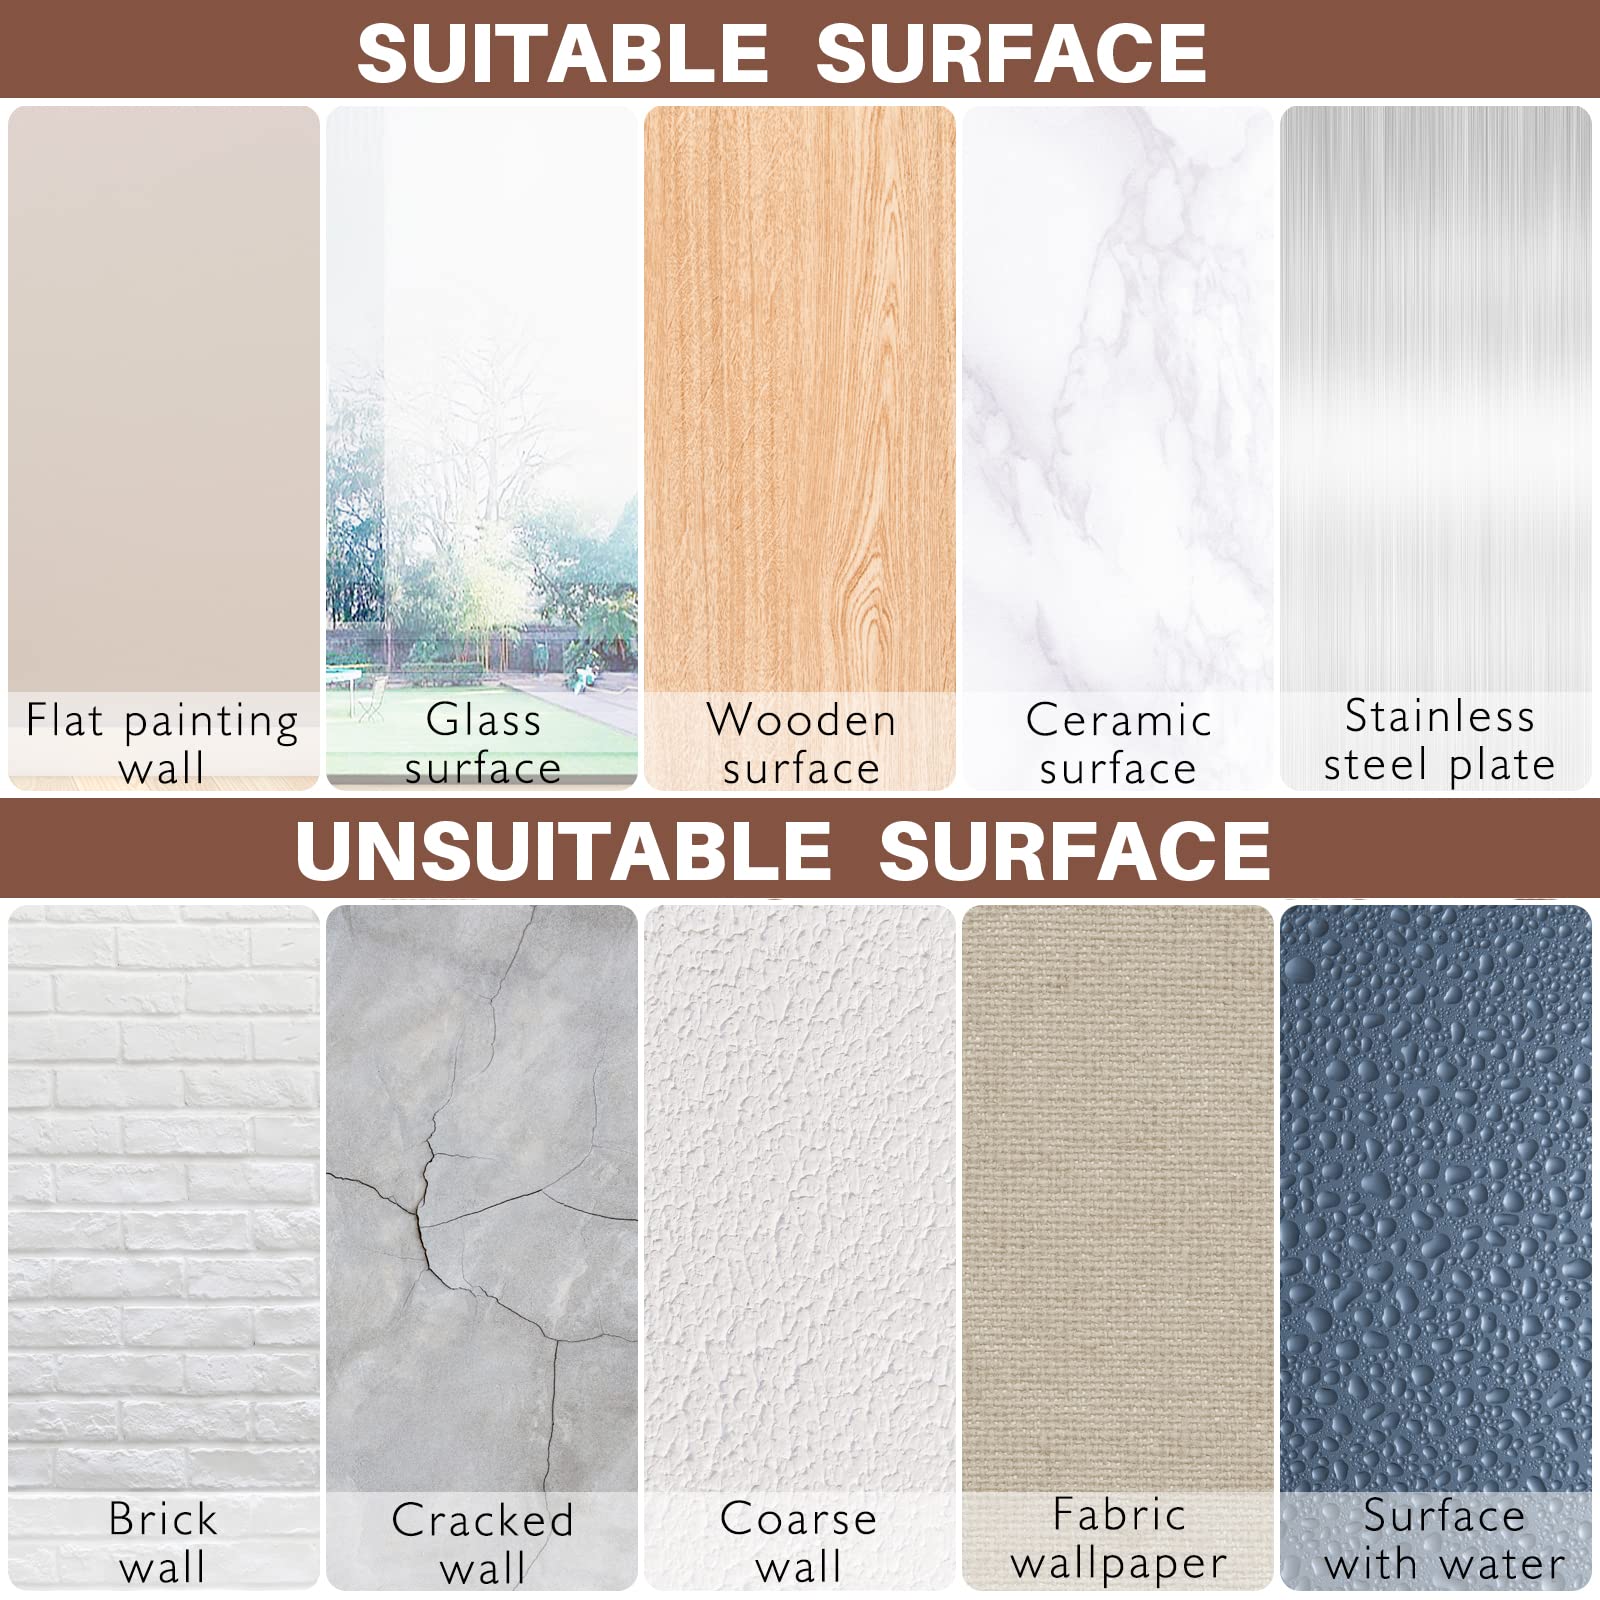 SUITABLE SURFACE
Flat painting
wall
Glass
surface
Wooden
surface
Ceramic
surface
Stainless
steel plate
UNSUITABLE SURFACE
Brick
wall
Cracked
wall
Coarse
wall
Fabric
wallpaper
Surface
with water